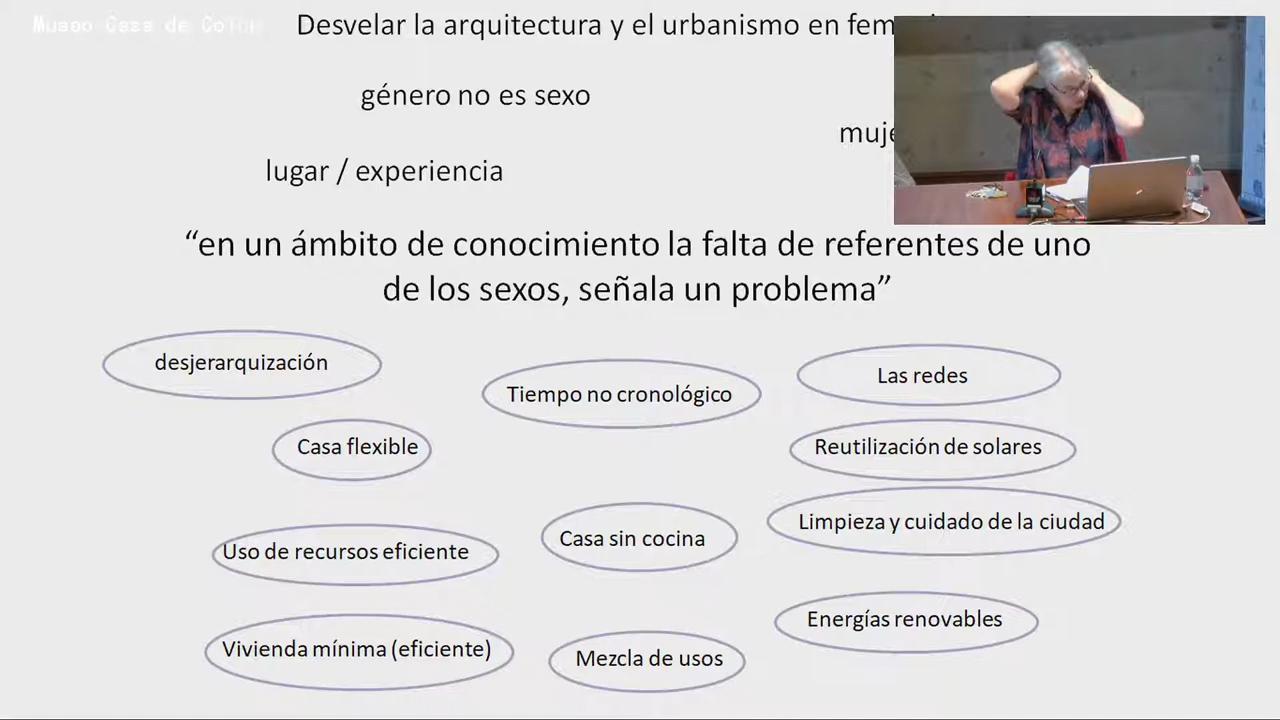 Museo Casa de Colón
Desvelar la arquitectura y el urbanismo en
género no es sexo
lugar / experiencia
“en un ámbito de conocimiento la falta de referentes de uno
de los sexos, señala un problema”
desjerarquización
Tiempo no cronológico
Las redes
Casa flexible
Reutilización de solares
Limpieza y cuidado de la ciudad
Casa sin cocina
Uso de recursos eficiente
Energías renovables
Vivienda mínima (eficiente)
Mezcla de usos